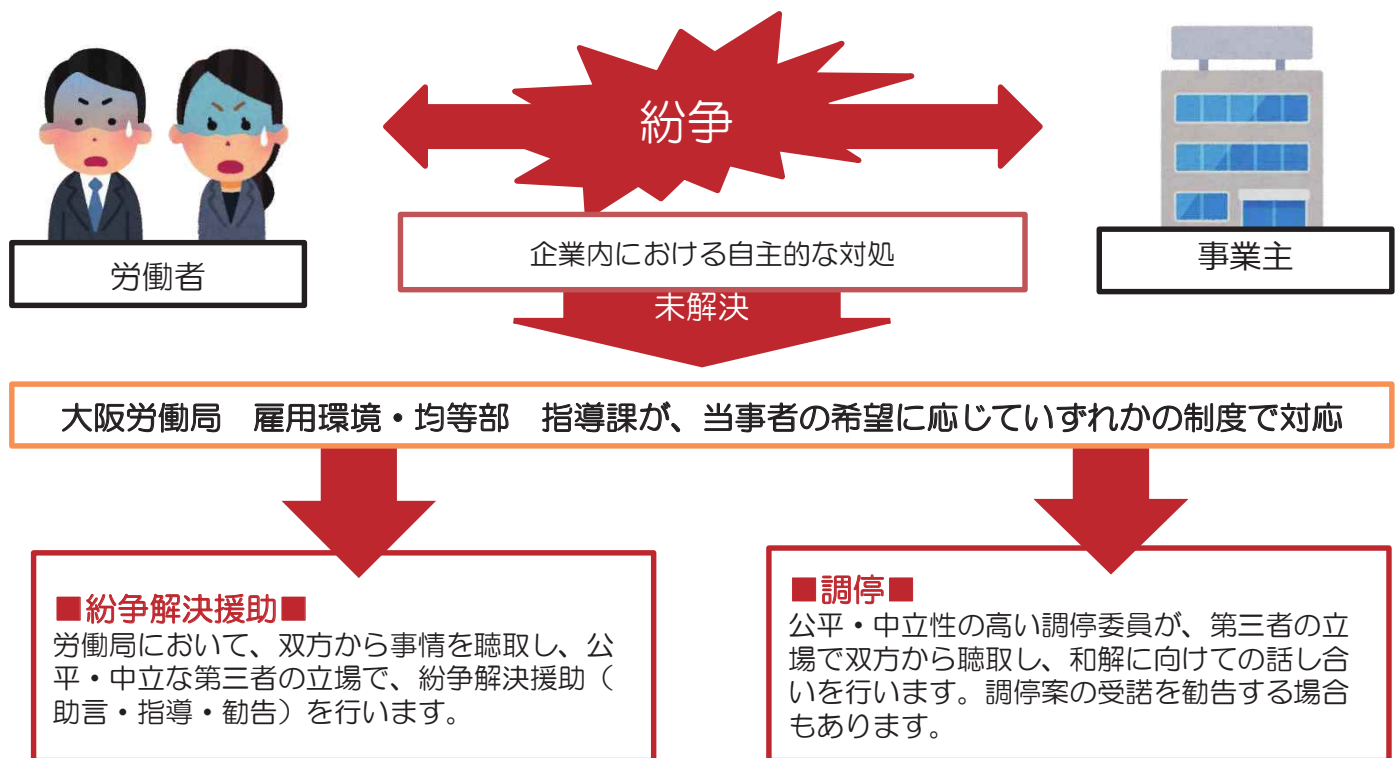 紛争
労働者
企業内における自主的な対処
事業主
未解決
大阪労働局　雇用環境・均等部　指導課が、当事者の希望に応じていずれかの制度で対応
■紛争解決援助■
労働局において、双方から事情を聴取し、公
平・中立な第三者の立場で、紛争解決援助（
助言・指導・勧告）を行います。
■調停■
公平・中立性の高い調停委員が、第三者の立
場で双方から聴取し、和解に向けての話し合
いを行います。調停案の受諾を勧告する場合
もあります。